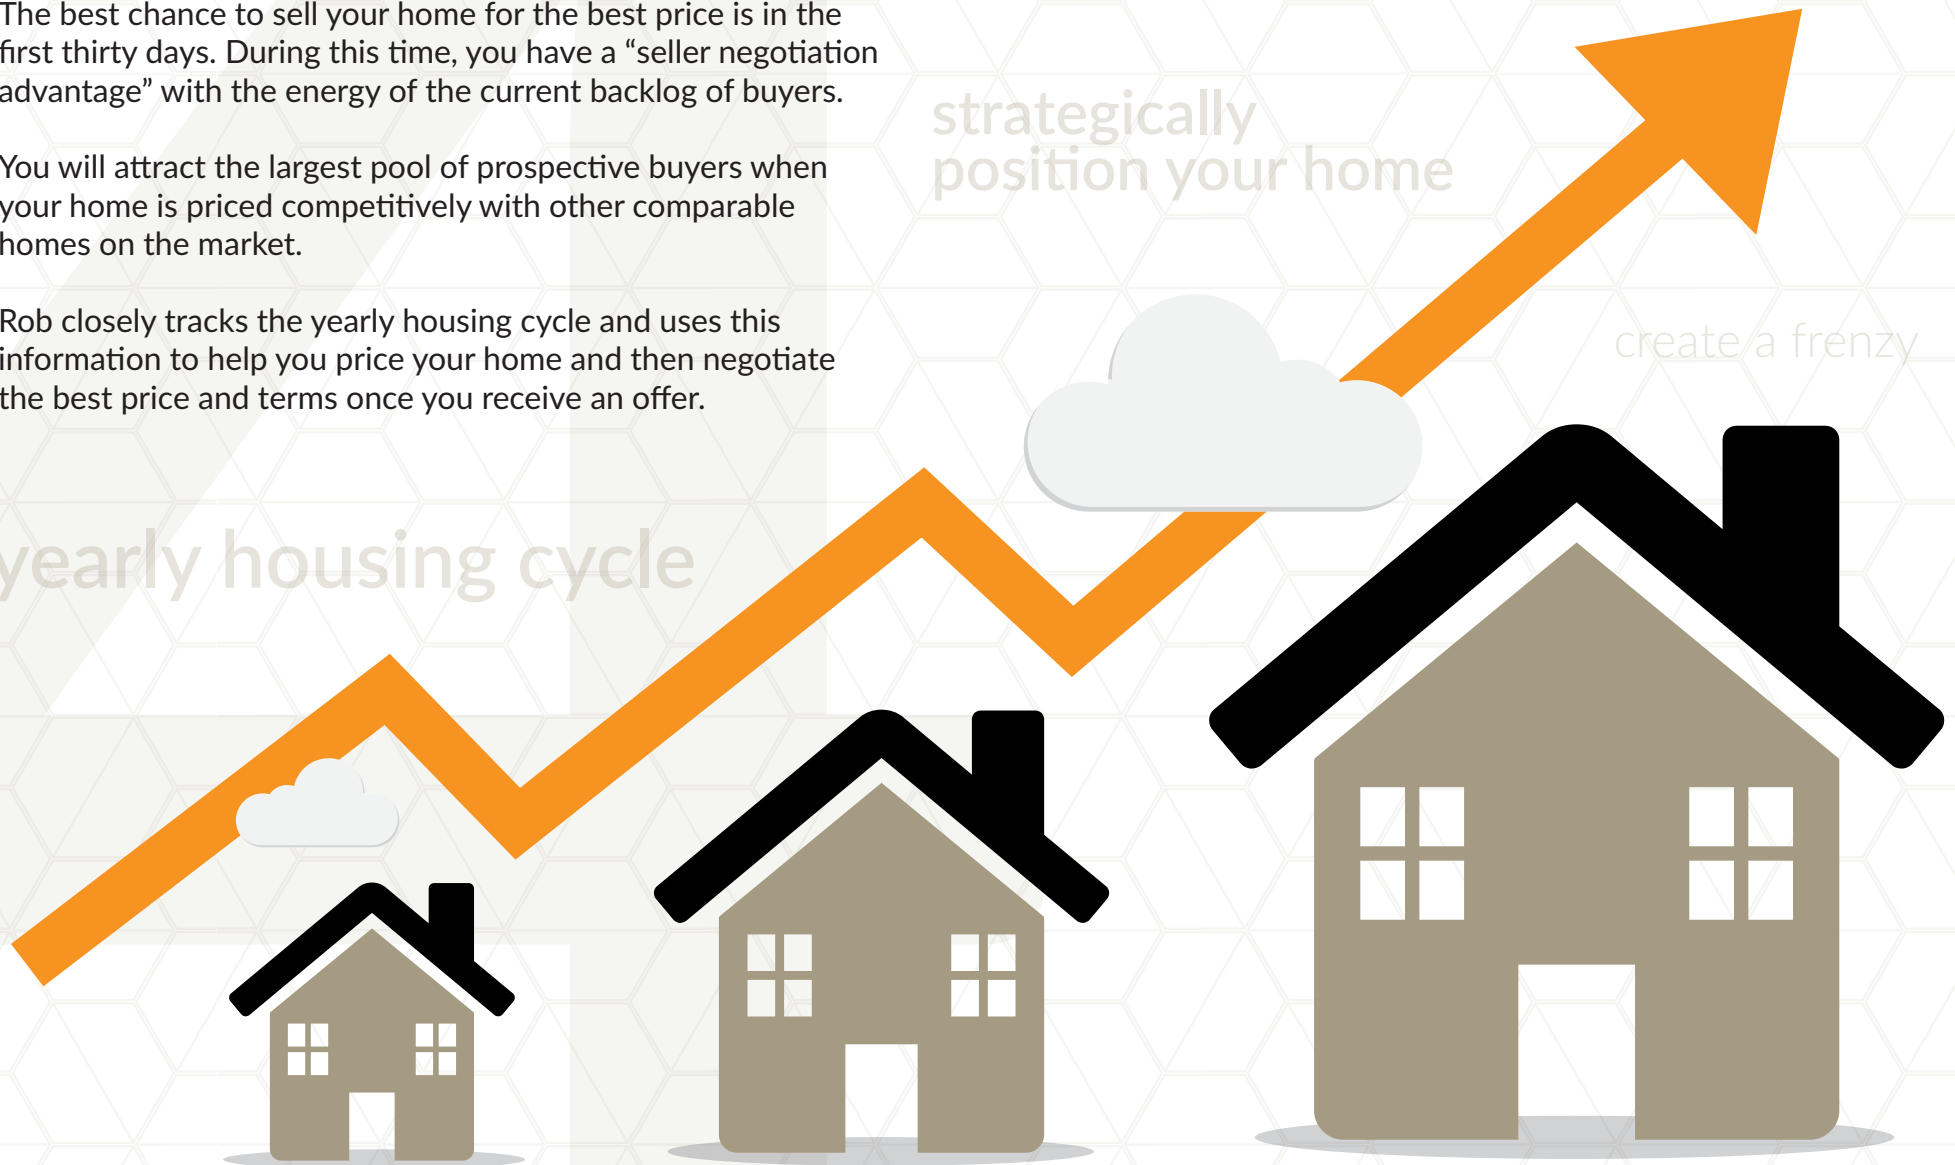 The best chance to sell your home for the best price is in the
first thirty days. During this time, you have a “seller negotiation
advantage” with the energy of the current backlog of buyers.
You will attract the largest pool of prospective buyers when
your home is priced competitively with other comparable
homes on the market.
Rob closely tracks the yearly housing cycle and uses this
information to help you price your home and then negotiate
the best price and terms once you receive an offer.
strategically
position your home
create a frenzy
yearly housing cycle